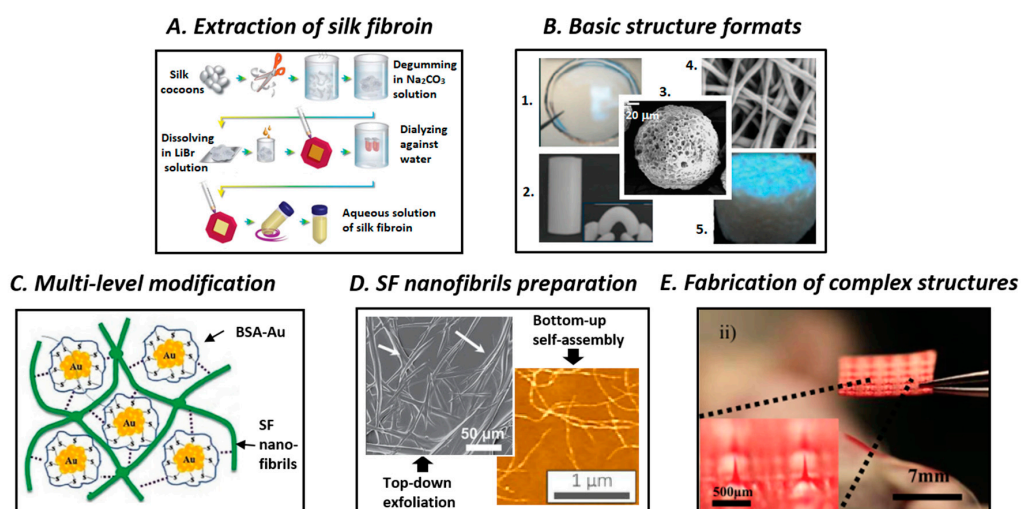 A. Extraction of silk fibroin
Silk
cocoons
Degumming
in Na₂CO₃
solution
Dissolving
in LiBr
solution
Dialyzing
against
water
Aqueous solution
of silk fibroin
B. Basic structure formats
1.
2.
3.
20 μm
4.
5.
C. Multi-level modification
BSA-Au
Au
S
S
S
S
S
S
Au
S
S
S
S
S
S
Au
S
S
S
S
S
S
Au
S
S
S
S
S
S
Au
S
S
S
S
S
S
SF
nano-
fibrils
D. SF nanofibrils preparation
Bottom-up
self-assembly
50 μm
1 μm
Top-down
exfoliation
E. Fabrication of complex structures
ii)
500μm
7mm